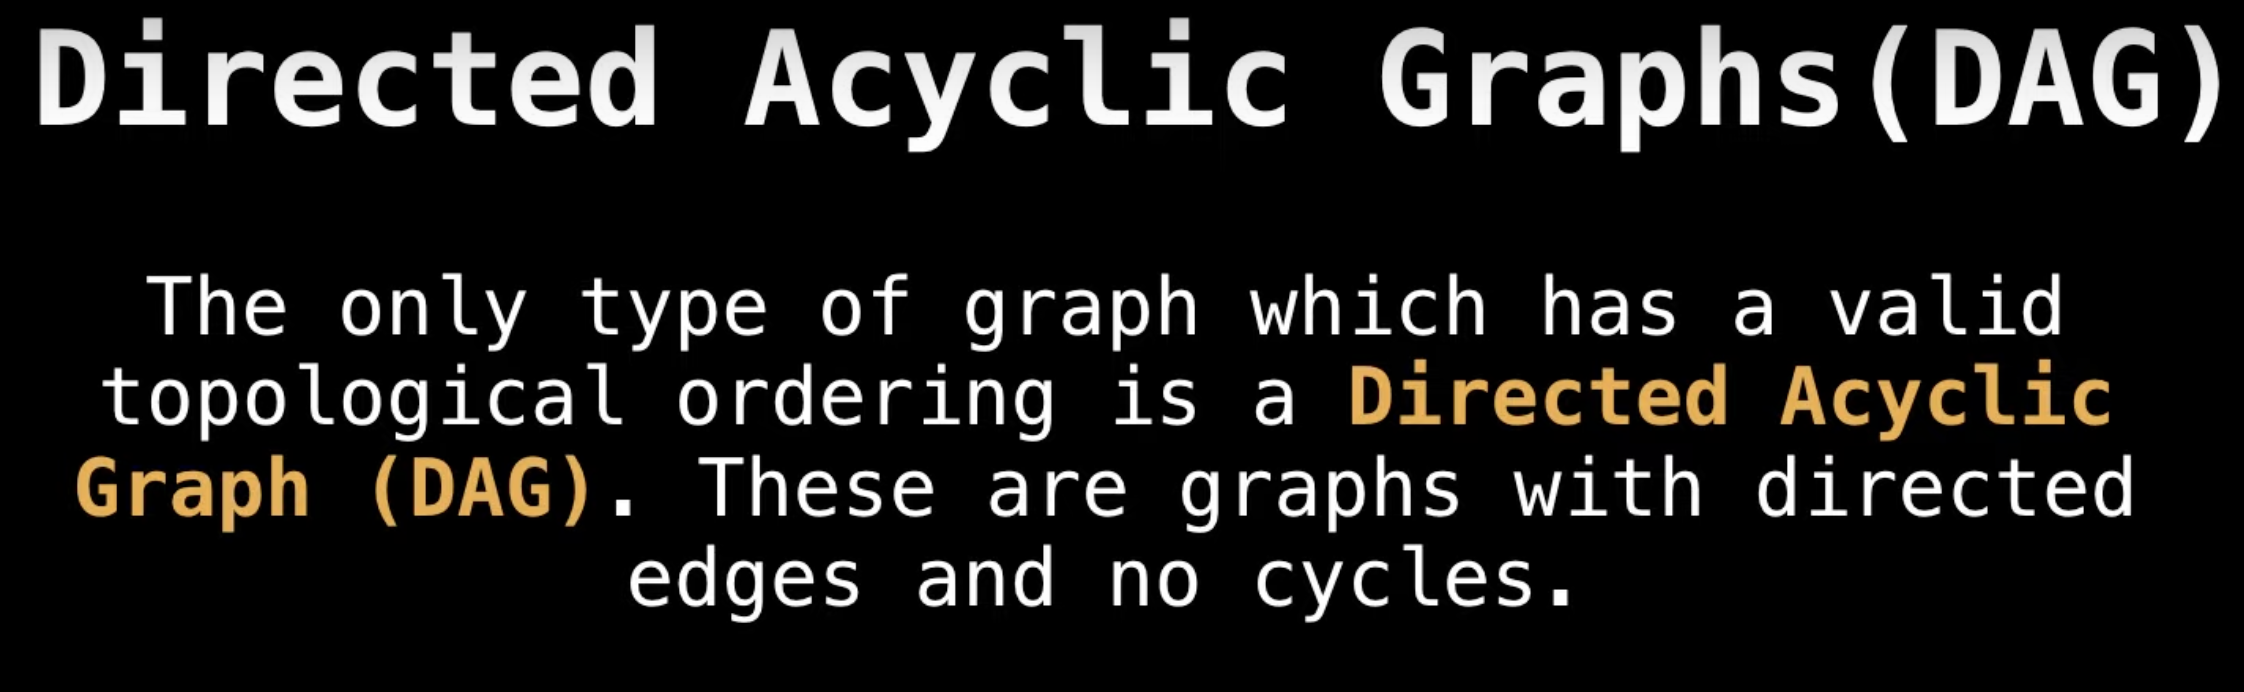 Directed Acyclic Graphs(DAG)
The only type of graph which has a valid
topological ordering is a Directed Acyclic
Graph (DAG). These are graphs with directed
edges and no cycles.